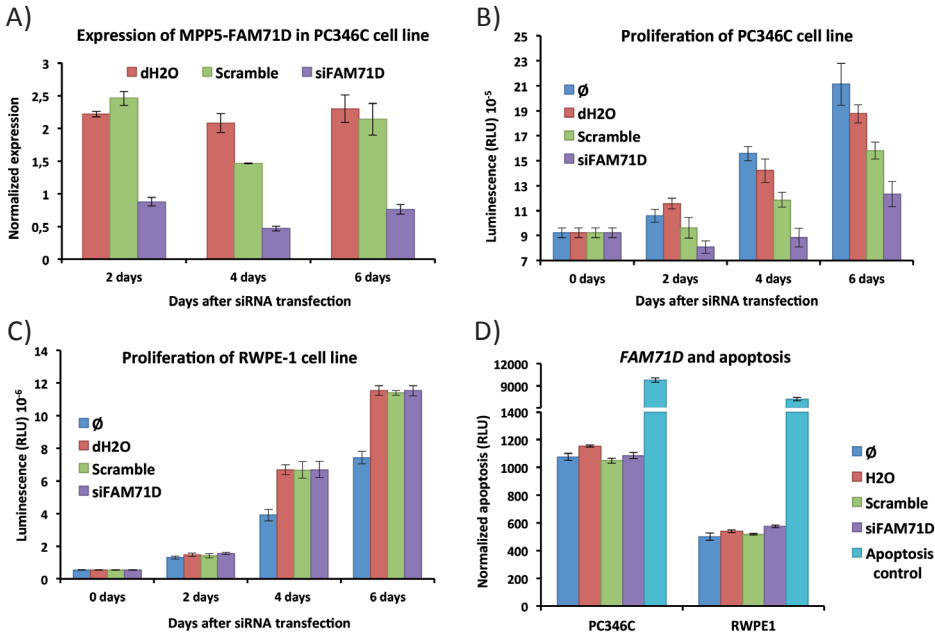 A)
Expression of MPP5-FAM71D in PC346C cell line
dH2O Scramble siFAM71D
Normalized expression
3
2,5
2
1,5
1
0,5
0
2 days 4 days 6 days
Days after siRNA transfection
B)
Proliferation of PC346C cell line
Luminescence (RLU) 10-5
25
23
21
19
17
15
13
11
9
7
Ø
dH2O
Scramble
siFAM71D
0 days 2 days 4 days 6 days
Days after siRNA transfection
C)
Proliferation of RWPE-1 cell line
Luminescence (RLU) 10-6
14
12
10
8
6
4
2
0
Ø
dH2O
Scramble
siFAM71D
0 days 2 days 4 days 6 days
Days after siRNA transfection
D)
FAM71D and apoptosis
Normalized apoptosis (RLU)
12000
9000
1400
1200
1000
800
600
400
200
0
Ø
H2O
Scramble
siFAM71D
Apoptosis
control
PC346C RWPE1